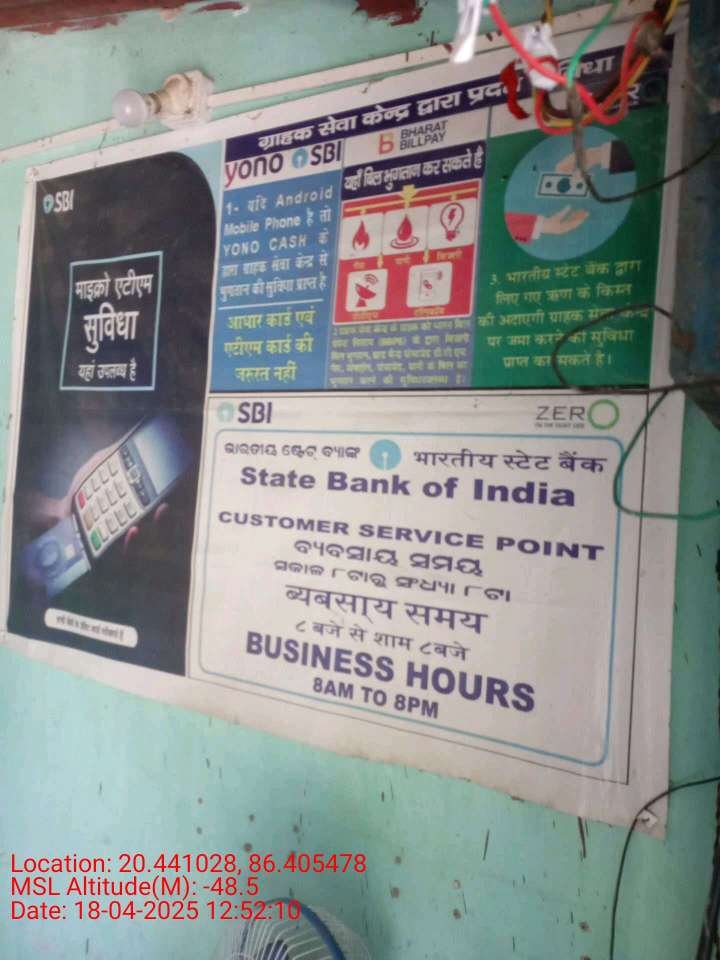 ग्राहक सेवा केन्द्र द्वारा प्रदत्त सुविधा
SBI
माइक्रो एटीएम
सुविधा
यहां उपलब्ध है
yono SBI
1- यदि Android
Mobile Phone है तो
YONO CASH के
द्वारा ग्राहक सेवा केन्द्र से
भुगतान की सुविधा प्राप्त है
आधार कार्ड एवं
एटीएम कार्ड की
जरूरत नहीं
BHARAT
BILLPAY
यहाँ बिल भुगतान कर सकते है
गैस पानी बिजली
3. भारतीय स्टेट बैंक द्वारा
लिए गए ऋण के किस्त
की अदाएगी ग्राहक सेवा केन्द्र
पर जमा करने की सुविधा
प्राप्त कर सकते है।
SBI
ZERO
ଭାରତୀୟ ଷ୍ଟେଟ୍ ବ୍ୟାଙ୍କ भारतीय स्टेट बैंक
State Bank of India
CUSTOMER SERVICE POINT
ବ୍ୟବସାୟ ସମୟ
ସକାଳ ୮ଟାରୁ ସଂଧ୍ୟା ୮ଟା
ब्यबसाय समय
८ बजे से शाम ८बजे
BUSINESS HOURS
8AM TO 8PM
Location: 20.441028, 86.405478
MSL Altitude(M): -48.5
Date: 18-04-2025 12:52:10